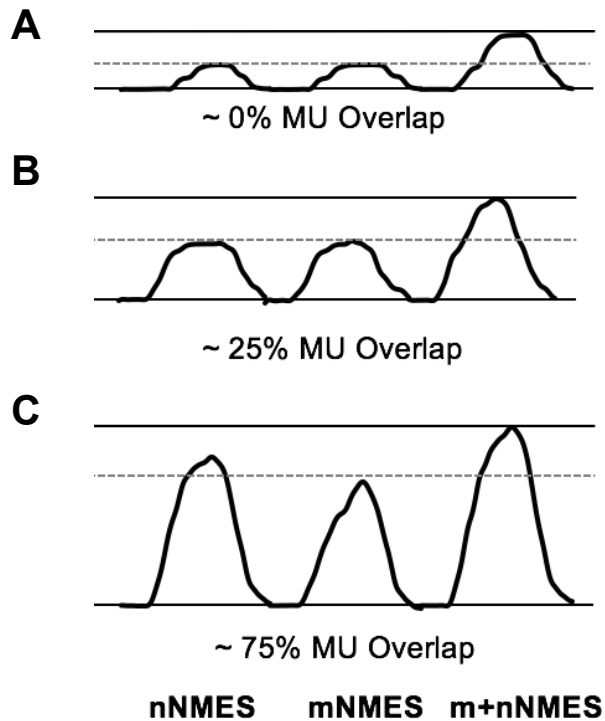 A
~ 0% MU Overlap
B
~ 25% MU Overlap
C
~ 75% MU Overlap
nNMES mNMES m+nNMES